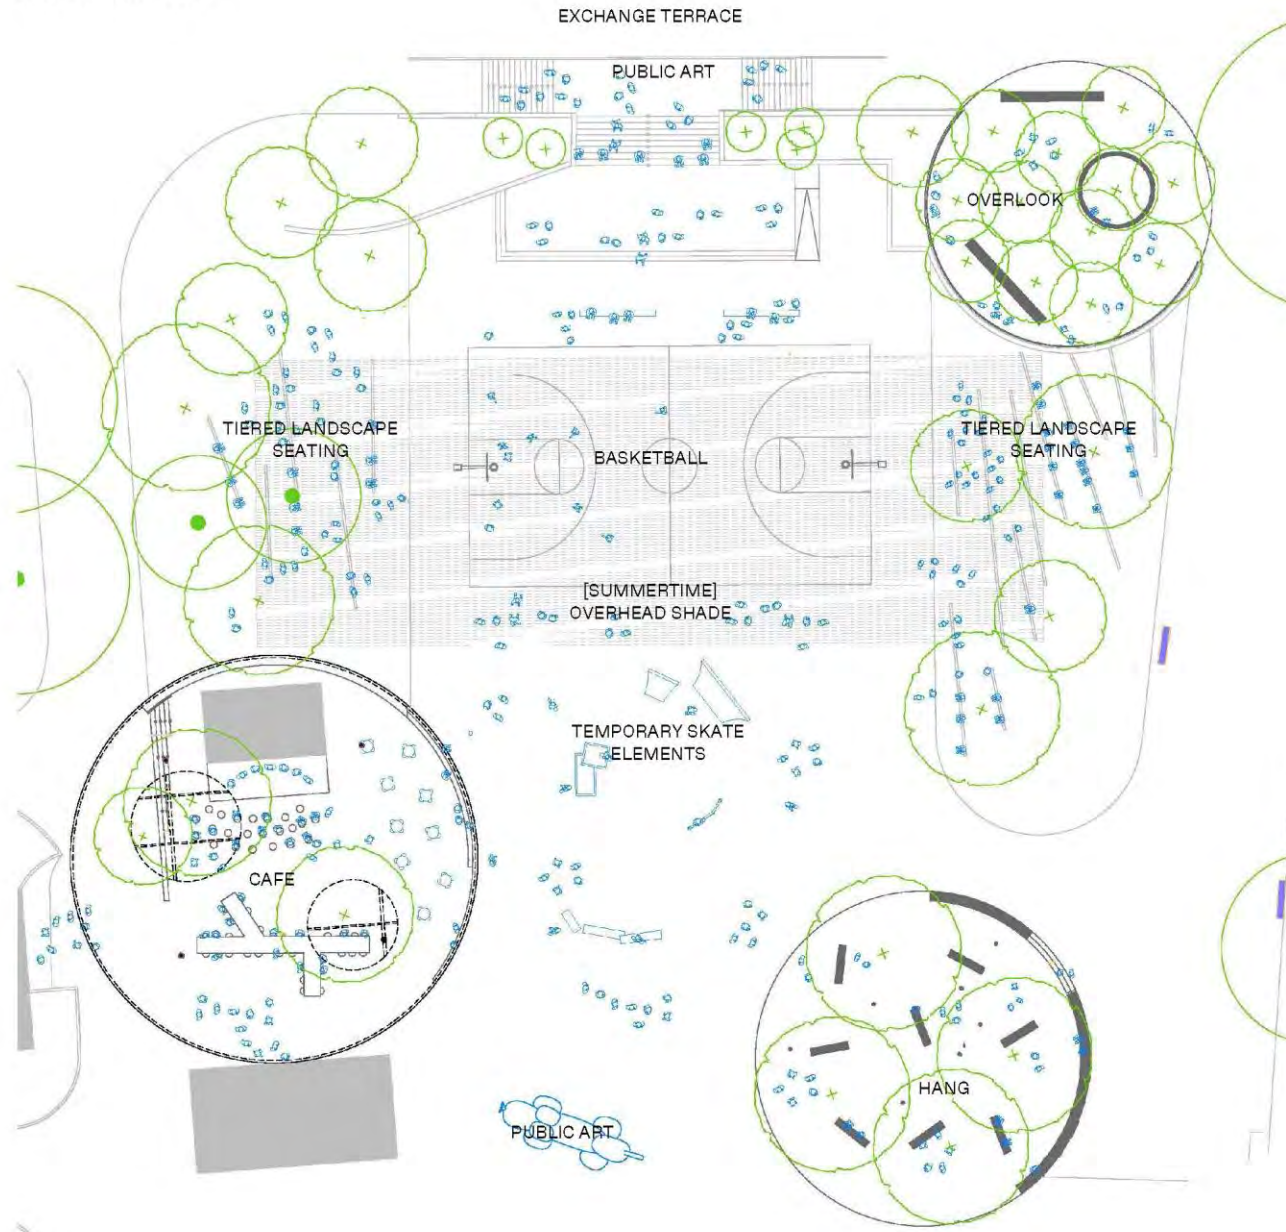 EXCHANGE TERRACE
PUBLIC ART
OVERLOOK
TIERED LANDSCAPE
SEATING
TIERED LANDSCAPE
SEATING
BASKETBALL
[SUMMERTIME]
OVERHEAD SHADE
TEMPORARY SKATE
ELEMENTS
CAFE
HANG
PUBLIC ART